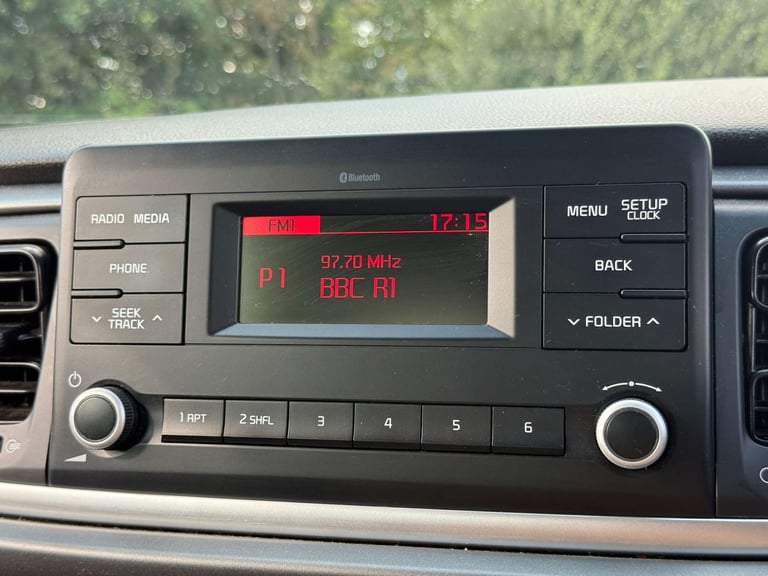 Bluetooth
RADIO MEDIA
PHONE
SEEK
TRACK
FM1
17:15
P1
97.70 MHz
BBC R1
MENU
SETUP
CLOCK
BACK
FOLDER
1 RPT
2 SHFL
3
4
5
6